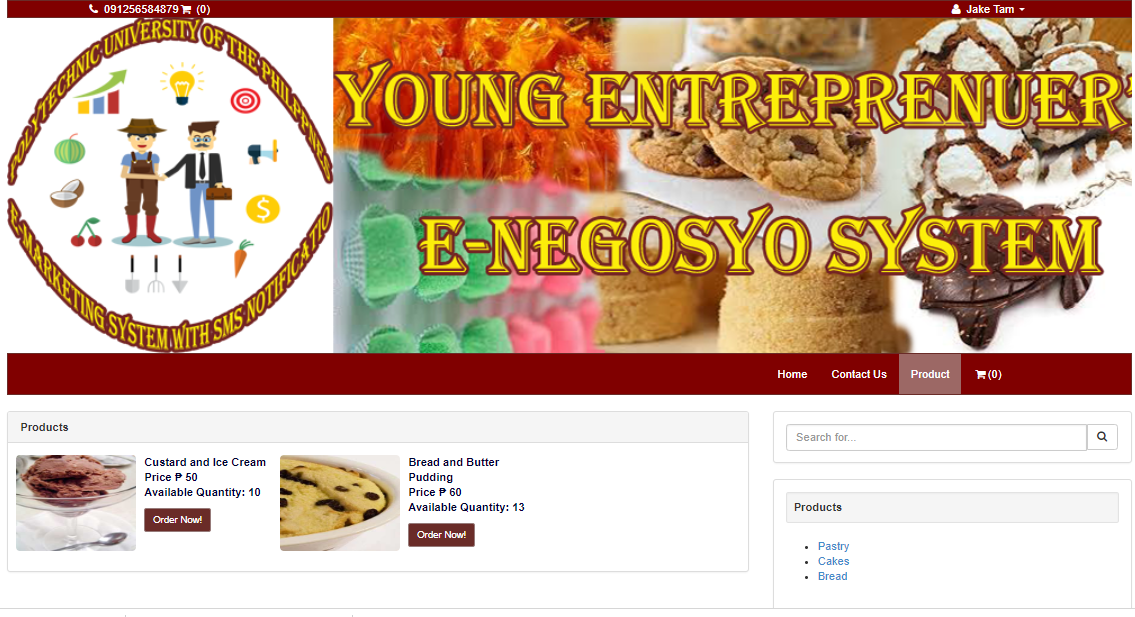 091256584879 (0)
Jake Tam
POLYTECHNIC UNIVERSITY OF THE PHILPPNES
E-MARKETING SYSTEM WITH SMS NOTIFICATIO
YOUNG ENTREPRENUER'
E-NEGOSYO SYSTEM
Home Contact Us Product (0)
Products
Custard and Ice Cream
Price ₱ 50
Available Quantity: 10
Order Now!
Bread and Butter
Pudding
Price ₱ 60
Available Quantity: 13
Order Now!
Search for...
Products
Pastry
Cakes
Bread